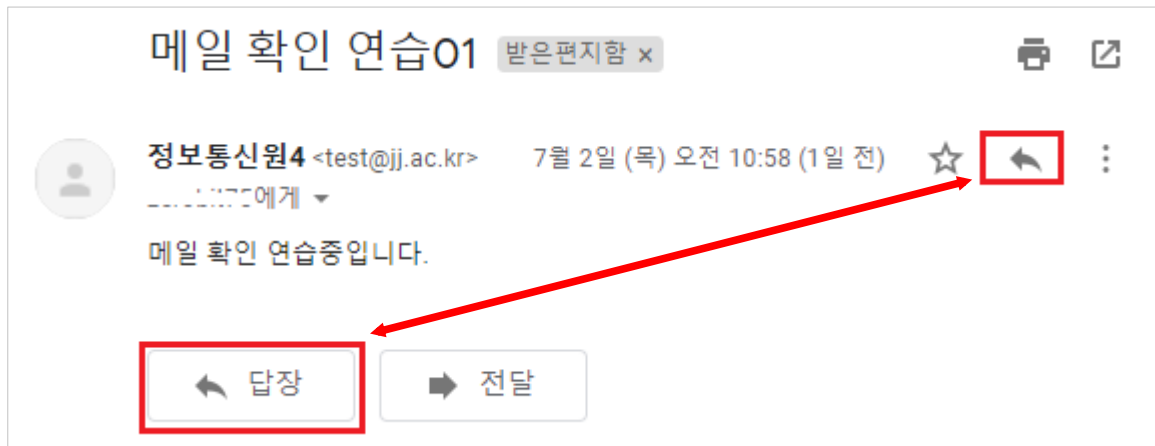 메일 확인 연습01 받은편지함 x
정보통신원4 <test@jj.ac.kr> 7월 2일 (목) 오전 10:58 (1일 전)
에게
메일 확인 연습중입니다.
답장 전달